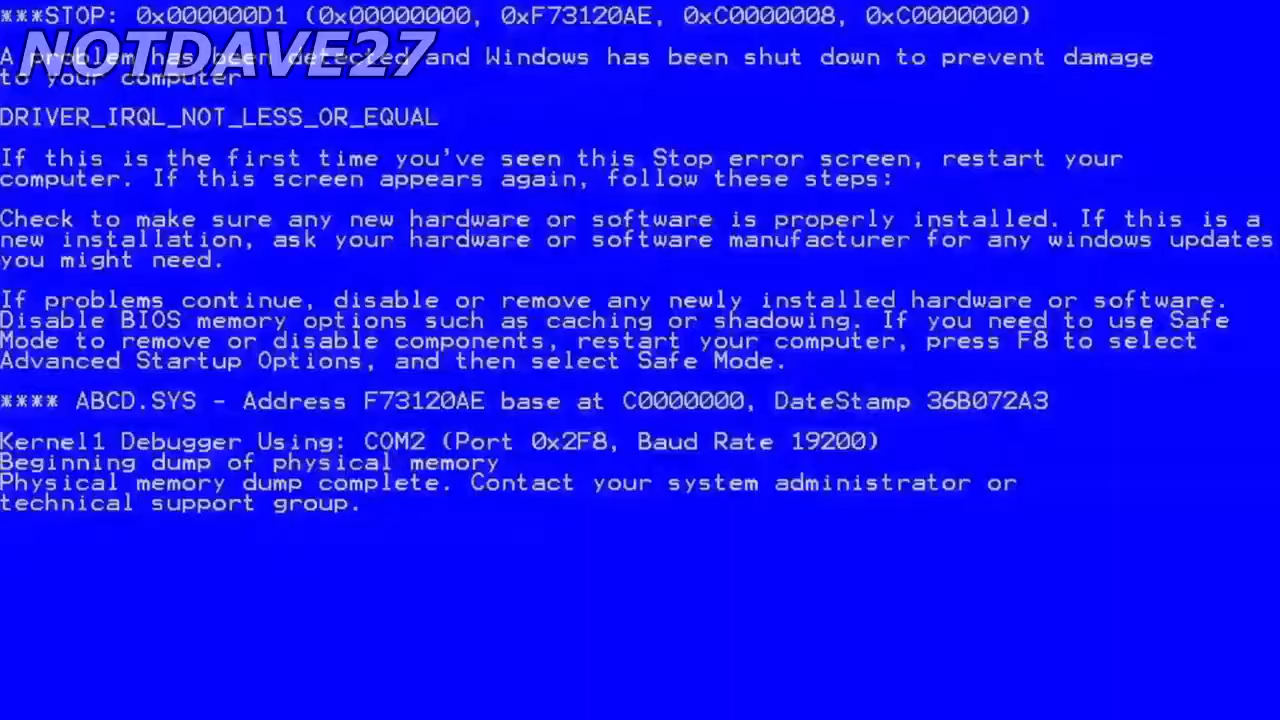 ***STOP: 0x000000D1 (0x00000000, 0xF73120AE, 0xC0000008, 0xC0000000)
NOTDAVE27
A problem has been detected and Windows has been shut down to prevent damage
to your computer
DRIVER_IRQL_NOT_LESS_OR_EQUAL
If this is the first time you've seen this Stop error screen, restart your
computer. If this screen appears again, follow these steps:
Check to make sure any new hardware or software is properly installed. If this is a
new installation, ask your hardware or software manufacturer for any windows updates
you might need.
If problems continue, disable or remove any newly installed hardware or software.
Disable BIOS memory options such as caching or shadowing. If you need to use Safe
Mode to remove or disable components, restart your computer, press F8 to select
Advanced Startup Options, and then select Safe Mode.
**** ABCD.SYS - Address F73120AE base at C0000000, DateStamp 36B072A3
Kernel1 Debugger Using: COM2 (Port 0x2F8, Baud Rate 19200)
Beginning dump of physical memory
Physical memory dump complete. Contact your system administrator or
technical support group.